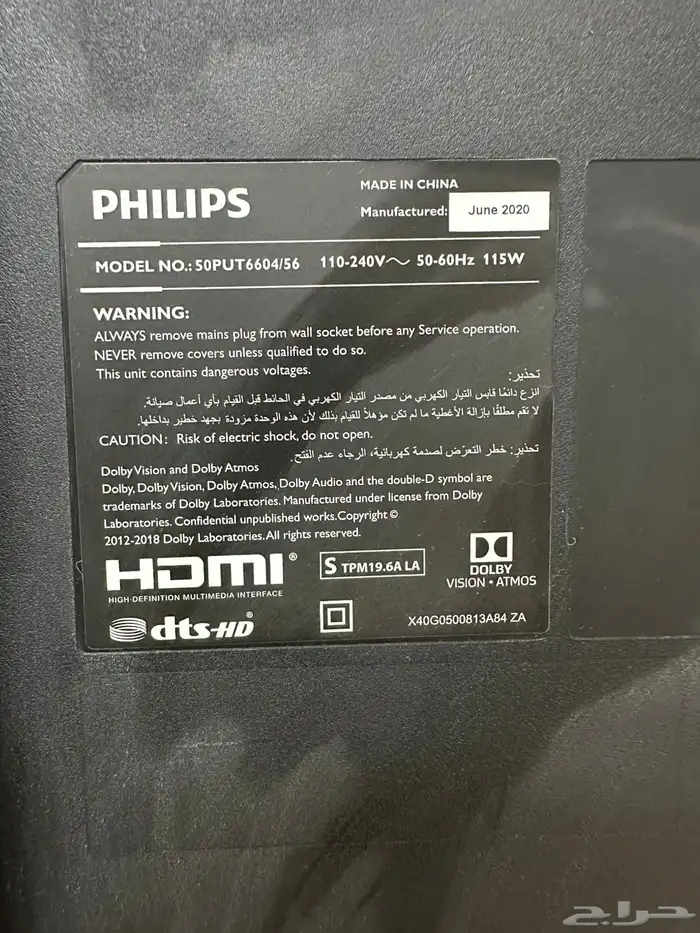 PHILIPS
MADE IN CHINA
Manufactured: June 2020
MODEL NO.: 50PUT6604/56 110-240V～ 50-60Hz 115W
WARNING:
ALWAYS remove mains plug from wall socket before any Service operation.
NEVER remove covers unless qualified to do so.
This unit contains dangerous voltages.
تحذير:
انزع دائمًا قابس التيار الكهربي من مصدر التيار الكهربي في الحائط قبل القيام بأي أعمال صيانة.
لا تقم مطلقًا بإزالة الأغطية ما لم تكن مؤهلاً للقيام بذلك لأن هذه الوحدة مزودة بجهد خطير بداخلها.
CAUTION: Risk of electric shock, do not open.
تحذير: خطر التعرّض لصدمة كهربائية، الرجاء عدم الفتح.
Dolby Vision and Dolby Atmos
Dolby, Dolby Vision, Dolby Atmos, Dolby Audio and the double-D symbol are
trademarks of Dolby Laboratories. Manufactured under license from Dolby
Laboratories. Confidential unpublished works. Copyright ©
2012-2018 Dolby Laboratories. All rights reserved.
HDMI®
HIGH-DEFINITION MULTIMEDIA INTERFACE
S TPM19.6A LA
DOLBY
VISION • ATMOS
dts-HD®
X40G0500813A84 ZA
حراج